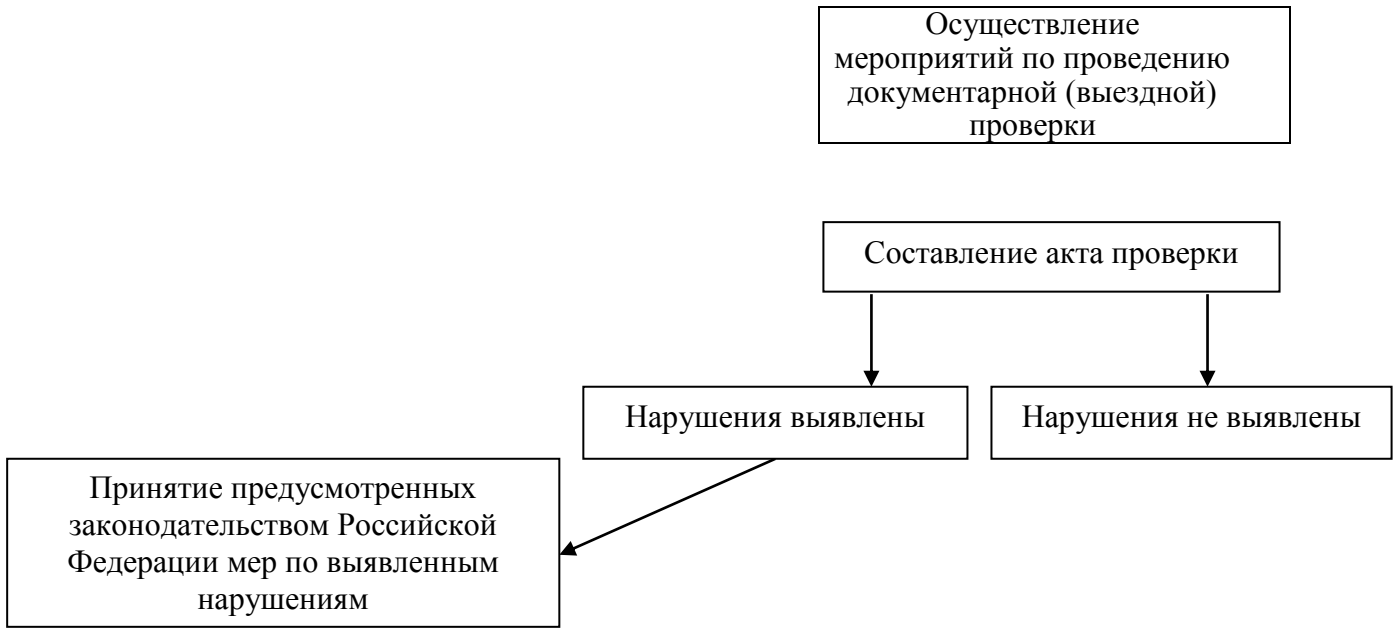 Осуществление
мероприятий по проведению
документарной (выездной)
проверки
Составление акта проверки
Нарушения выявлены
Нарушения не выявлены
Принятие предусмотренных
законодательством Российской
Федерации мер по выявленным
нарушениям